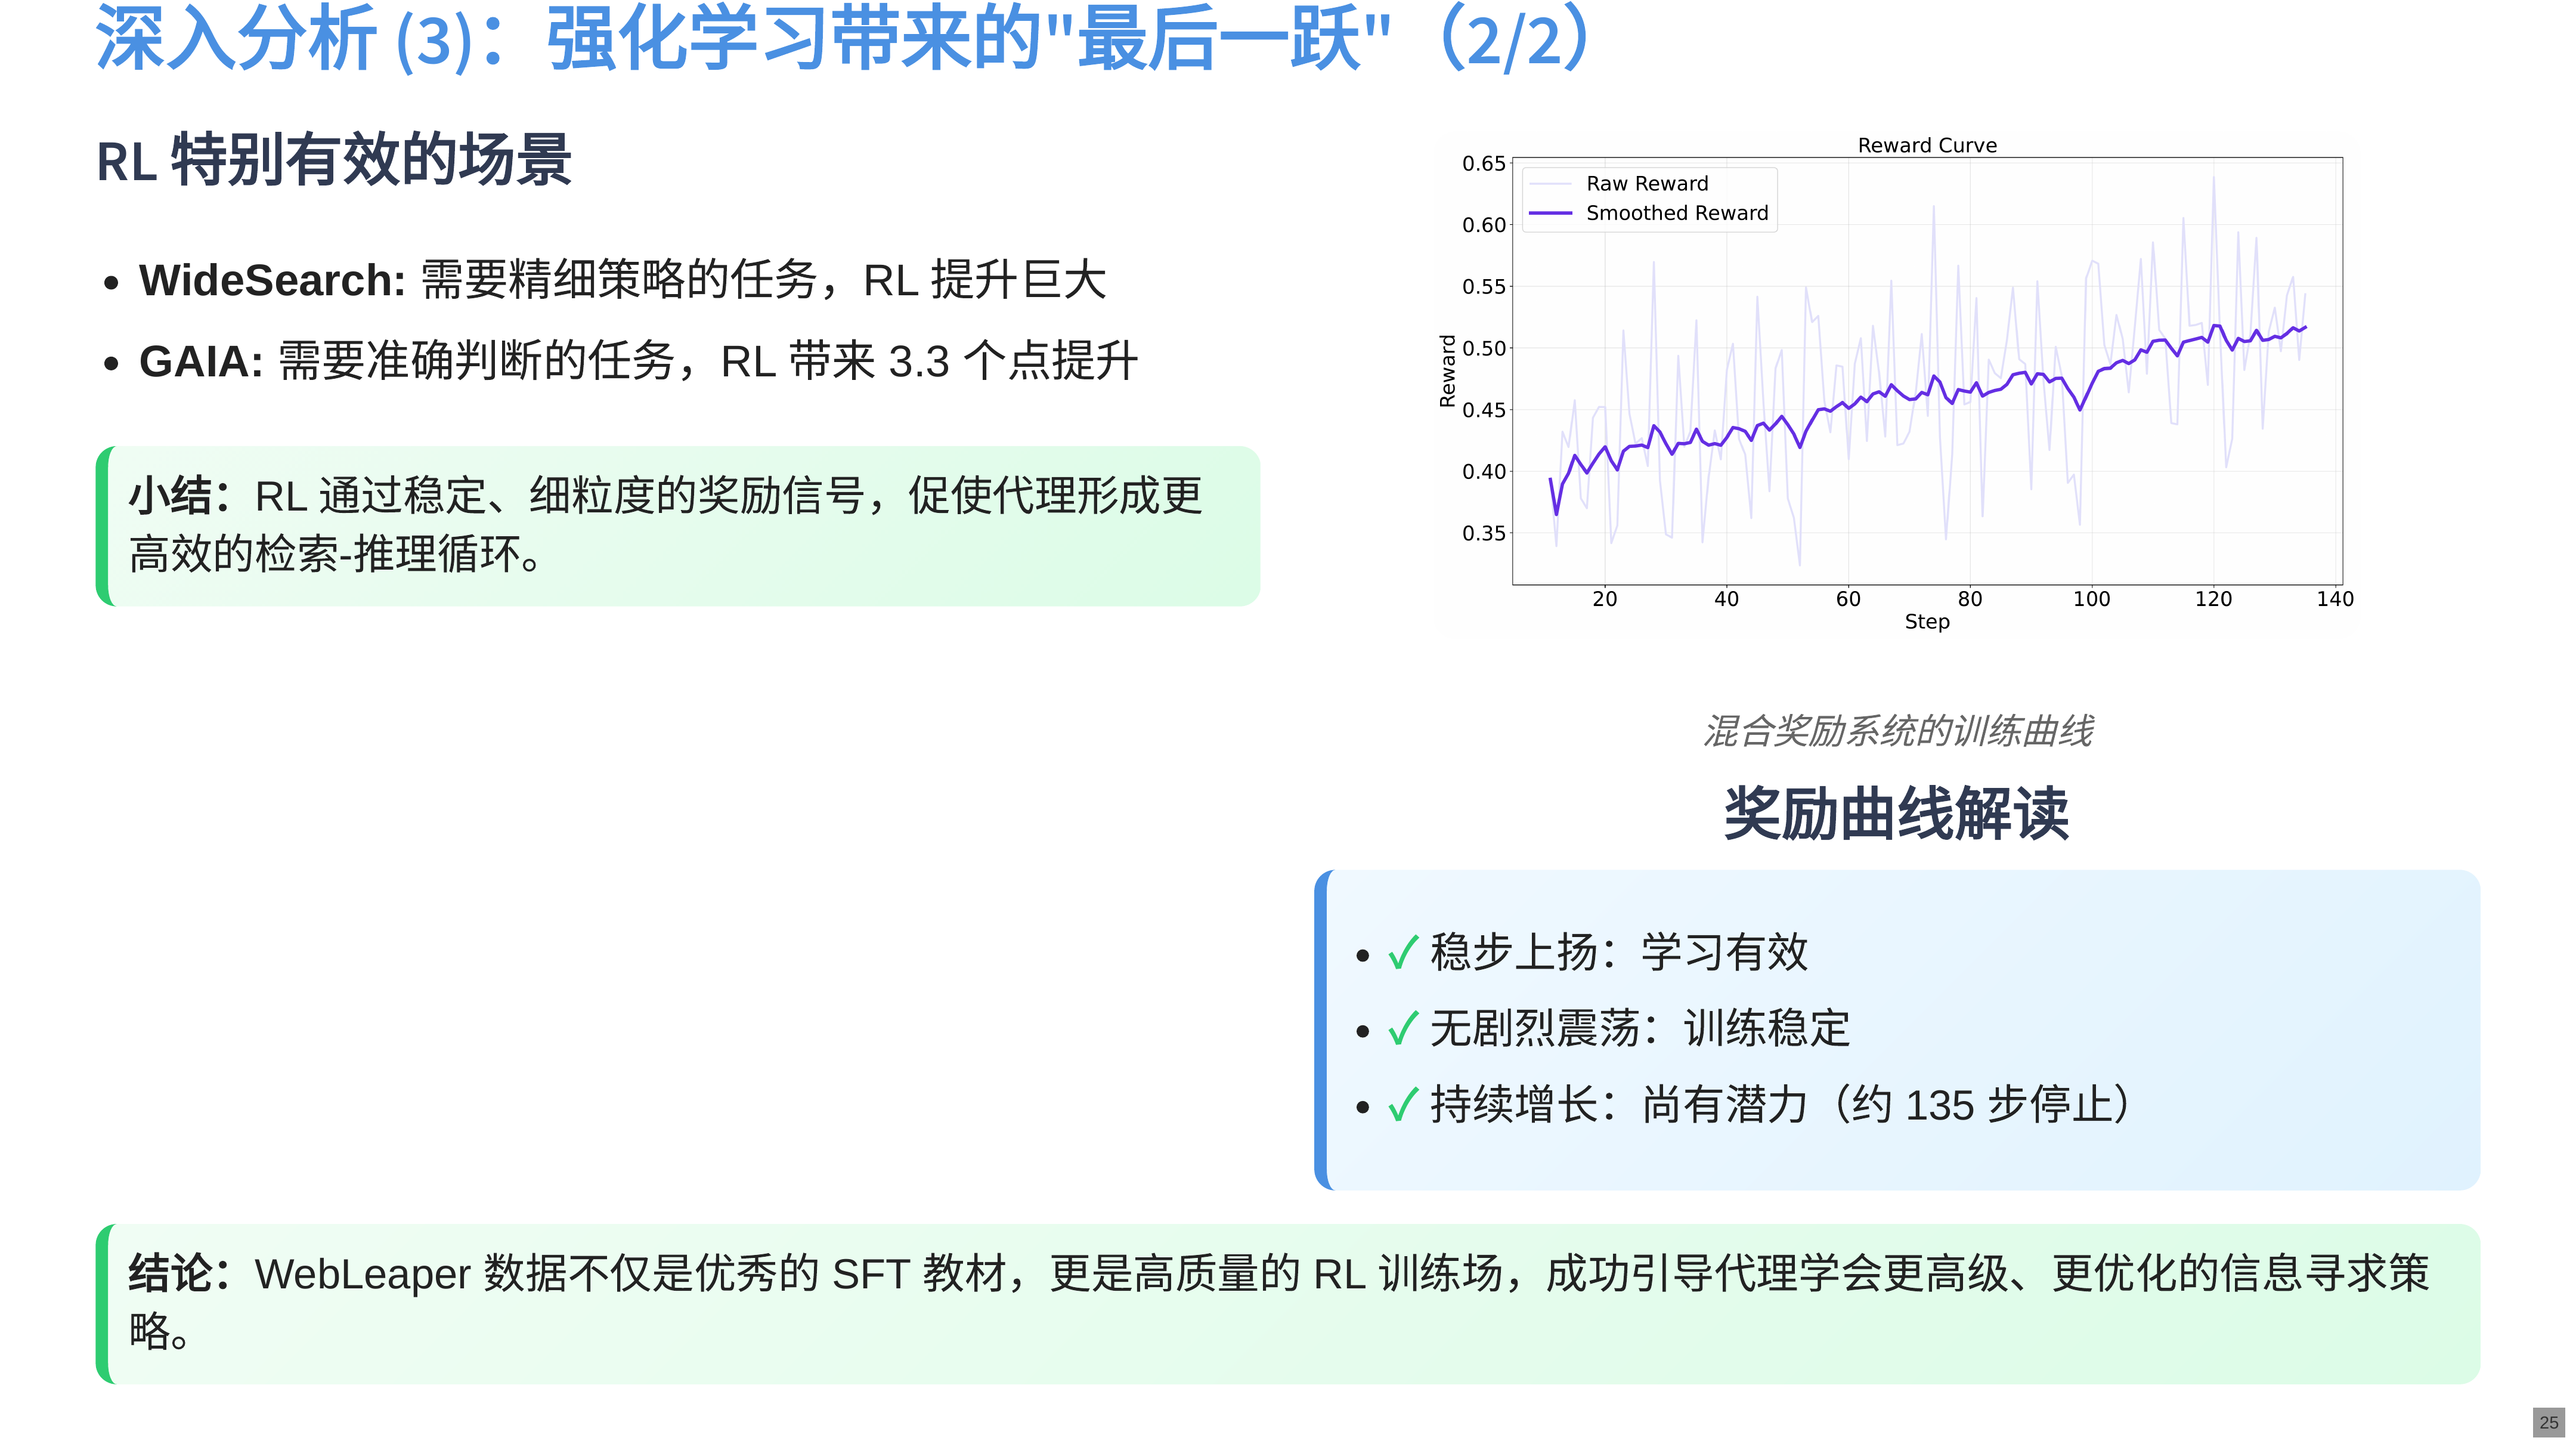 深入分析 (3)：强化学习带来的"最后一跃"（2/2）
RL 特别有效的场景
• WideSearch: 需要精细策略的任务，RL 提升巨大
• GAIA: 需要准确判断的任务，RL 带来 3.3 个点提升
小结：RL 通过稳定、细粒度的奖励信号，促使代理形成更
高效的检索-推理循环。
Reward Curve
Raw Reward
Smoothed Reward
0.65
0.60
0.55
0.50
0.45
0.40
0.35
Reward
20 40 60 80 100 120 140
Step
混合奖励系统的训练曲线
奖励曲线解读
• ✓ 稳步上扬：学习有效
• ✓ 无剧烈震荡：训练稳定
• ✓ 持续增长：尚有潜力（约 135 步停止）
结论：WebLeaper 数据不仅是优秀的 SFT 教材，更是高质量的 RL 训练场，成功引导代理学会更高级、更优化的信息寻求策
略。
25